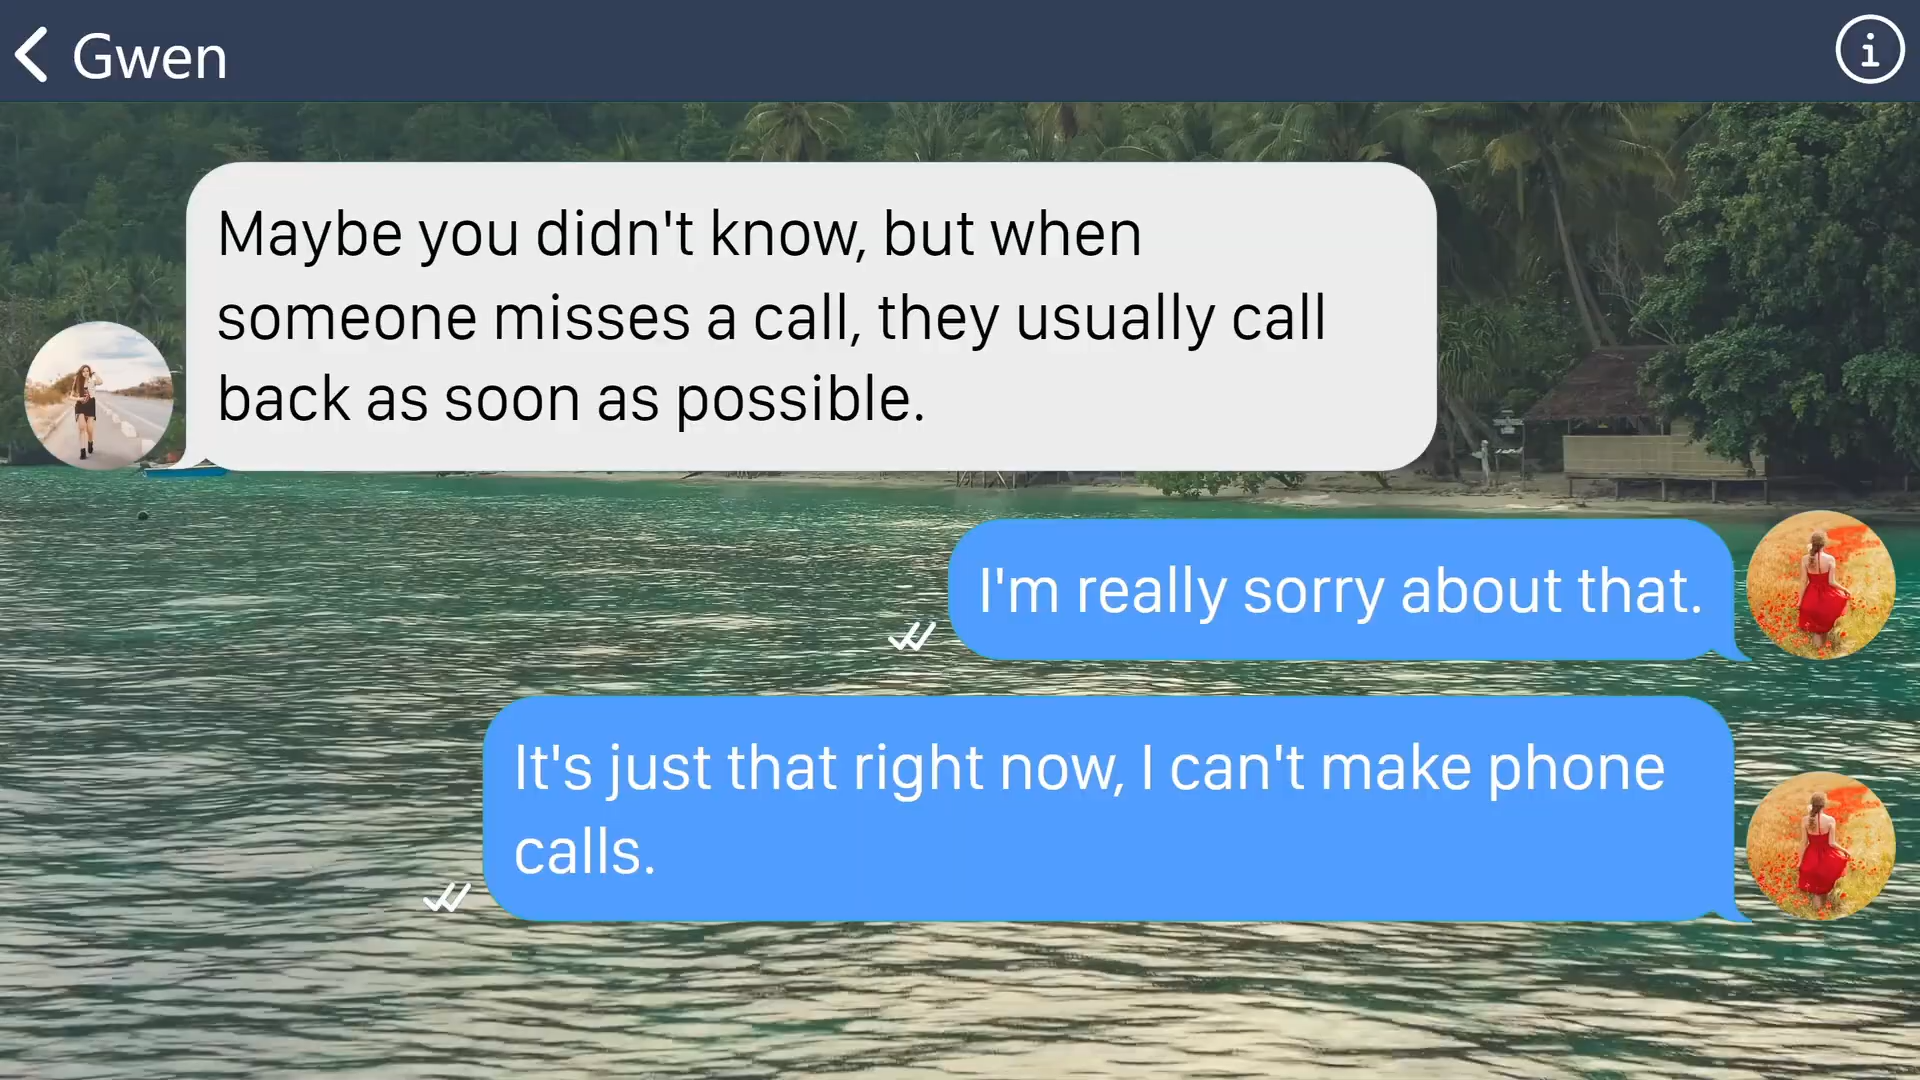 Gwen
Maybe you didn't know, but when
someone misses a call, they usually call
back as soon as possible.
I'm really sorry about that.
It's just that right now, I can't make phone
calls.